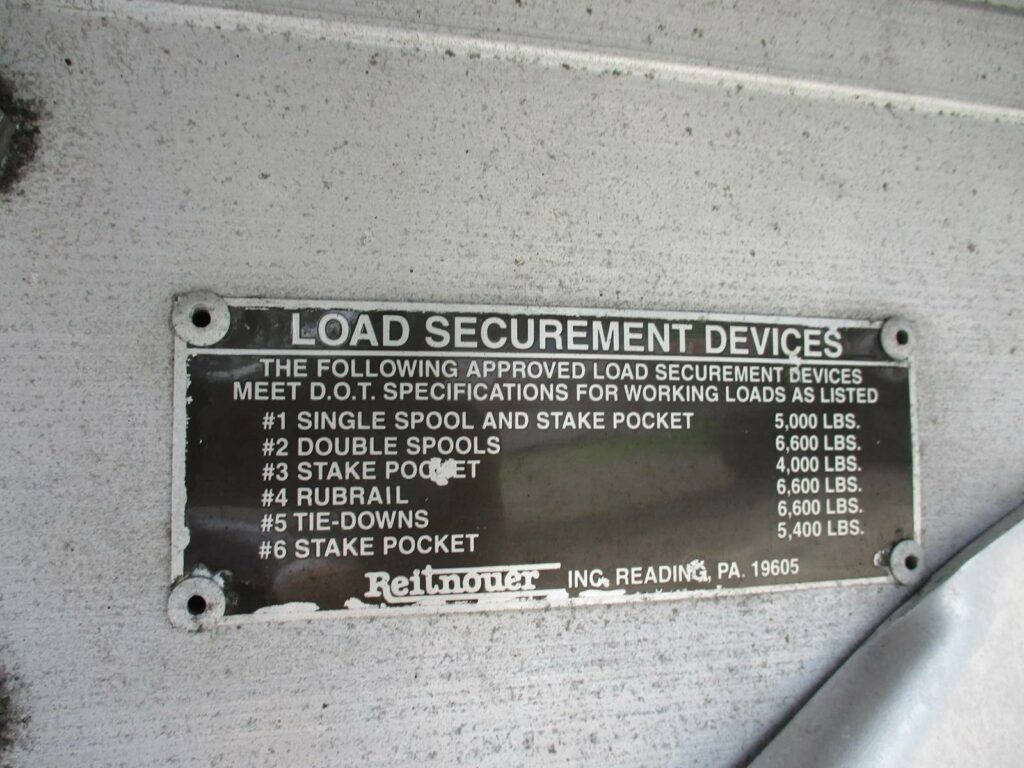 LOAD SECUREMENT DEVICES
THE FOLLOWING APPROVED LOAD SECUREMENT DEVICES
MEET D.O.T. SPECIFICATIONS FOR WORKING LOADS AS LISTED
#1 SINGLE SPOOL AND STAKE POCKET 5,000 LBS.
#2 DOUBLE SPOOLS 6,600 LBS.
#3 STAKE POCKET 4,000 LBS.
#4 RUBRAIL 6,600 LBS.
#5 TIE-DOWNS 6,600 LBS.
#6 STAKE POCKET 5,400 LBS.
Reitnouer INC. READING, PA. 19605